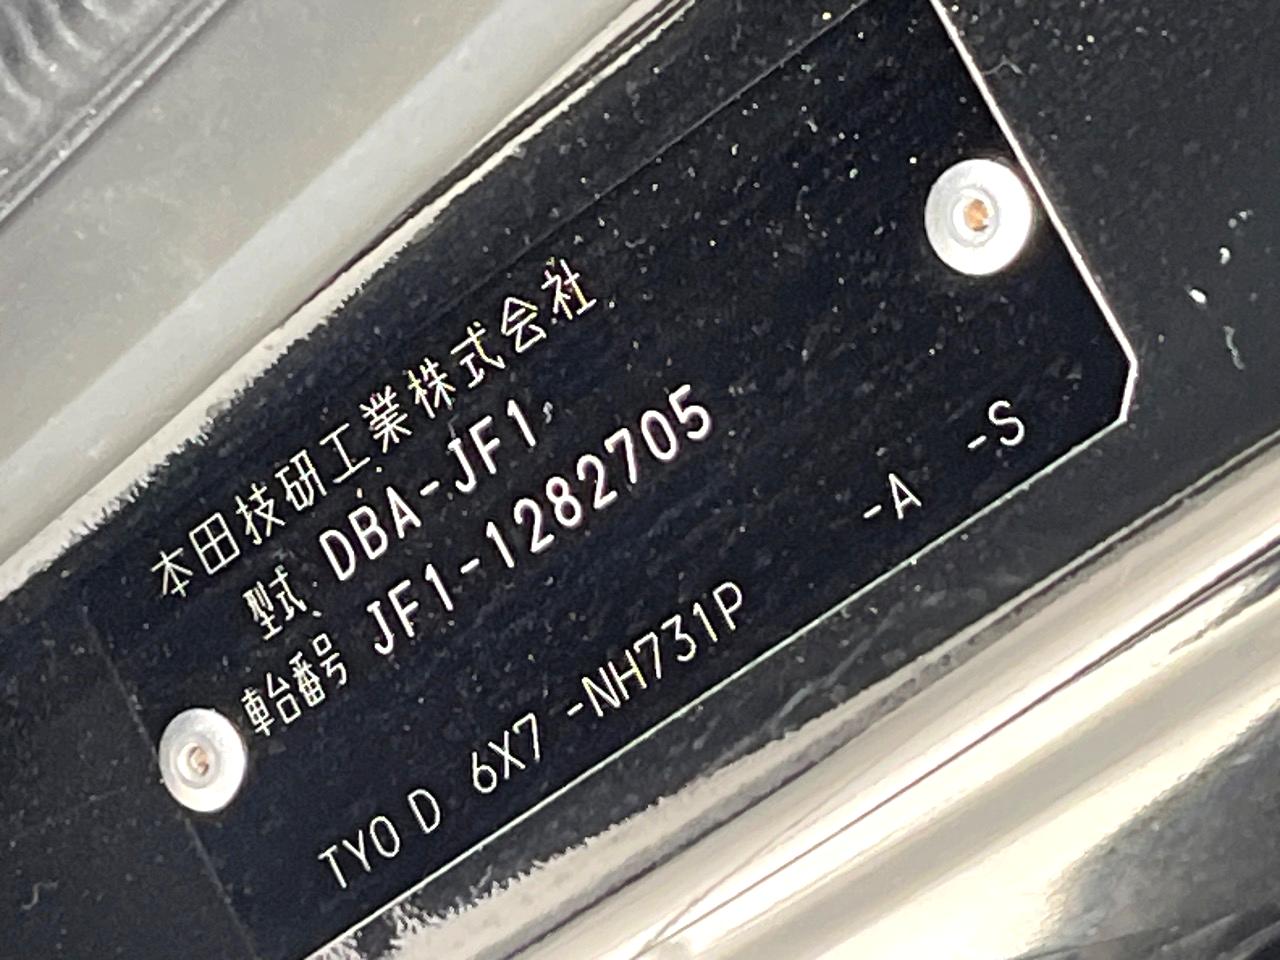 本田技研工業株式会社
型式 DBA-JF1
車台番号 JF1-1282705
TYO D 6X7 -NH731P -A -S